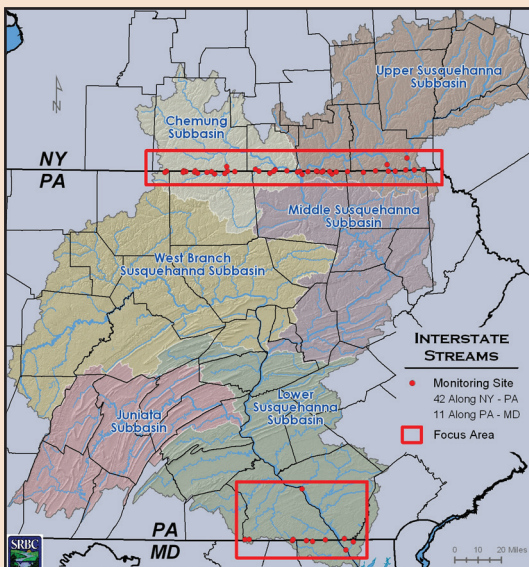 Upper Susquehanna
Subbasin
Chemung
Subbasin
NY
PA
Middle Susquehanna
Subbasin
West Branch
Susquehanna Subbasin
INTERSTATE
STREAMS
Monitoring Site
42 Along NY - PA
11 Along PA - MD
Focus Area
Lower
Susquehanna
Subbasin
Juniata
Subbasin
PA
MD
SRBC
0 10 20 Miles